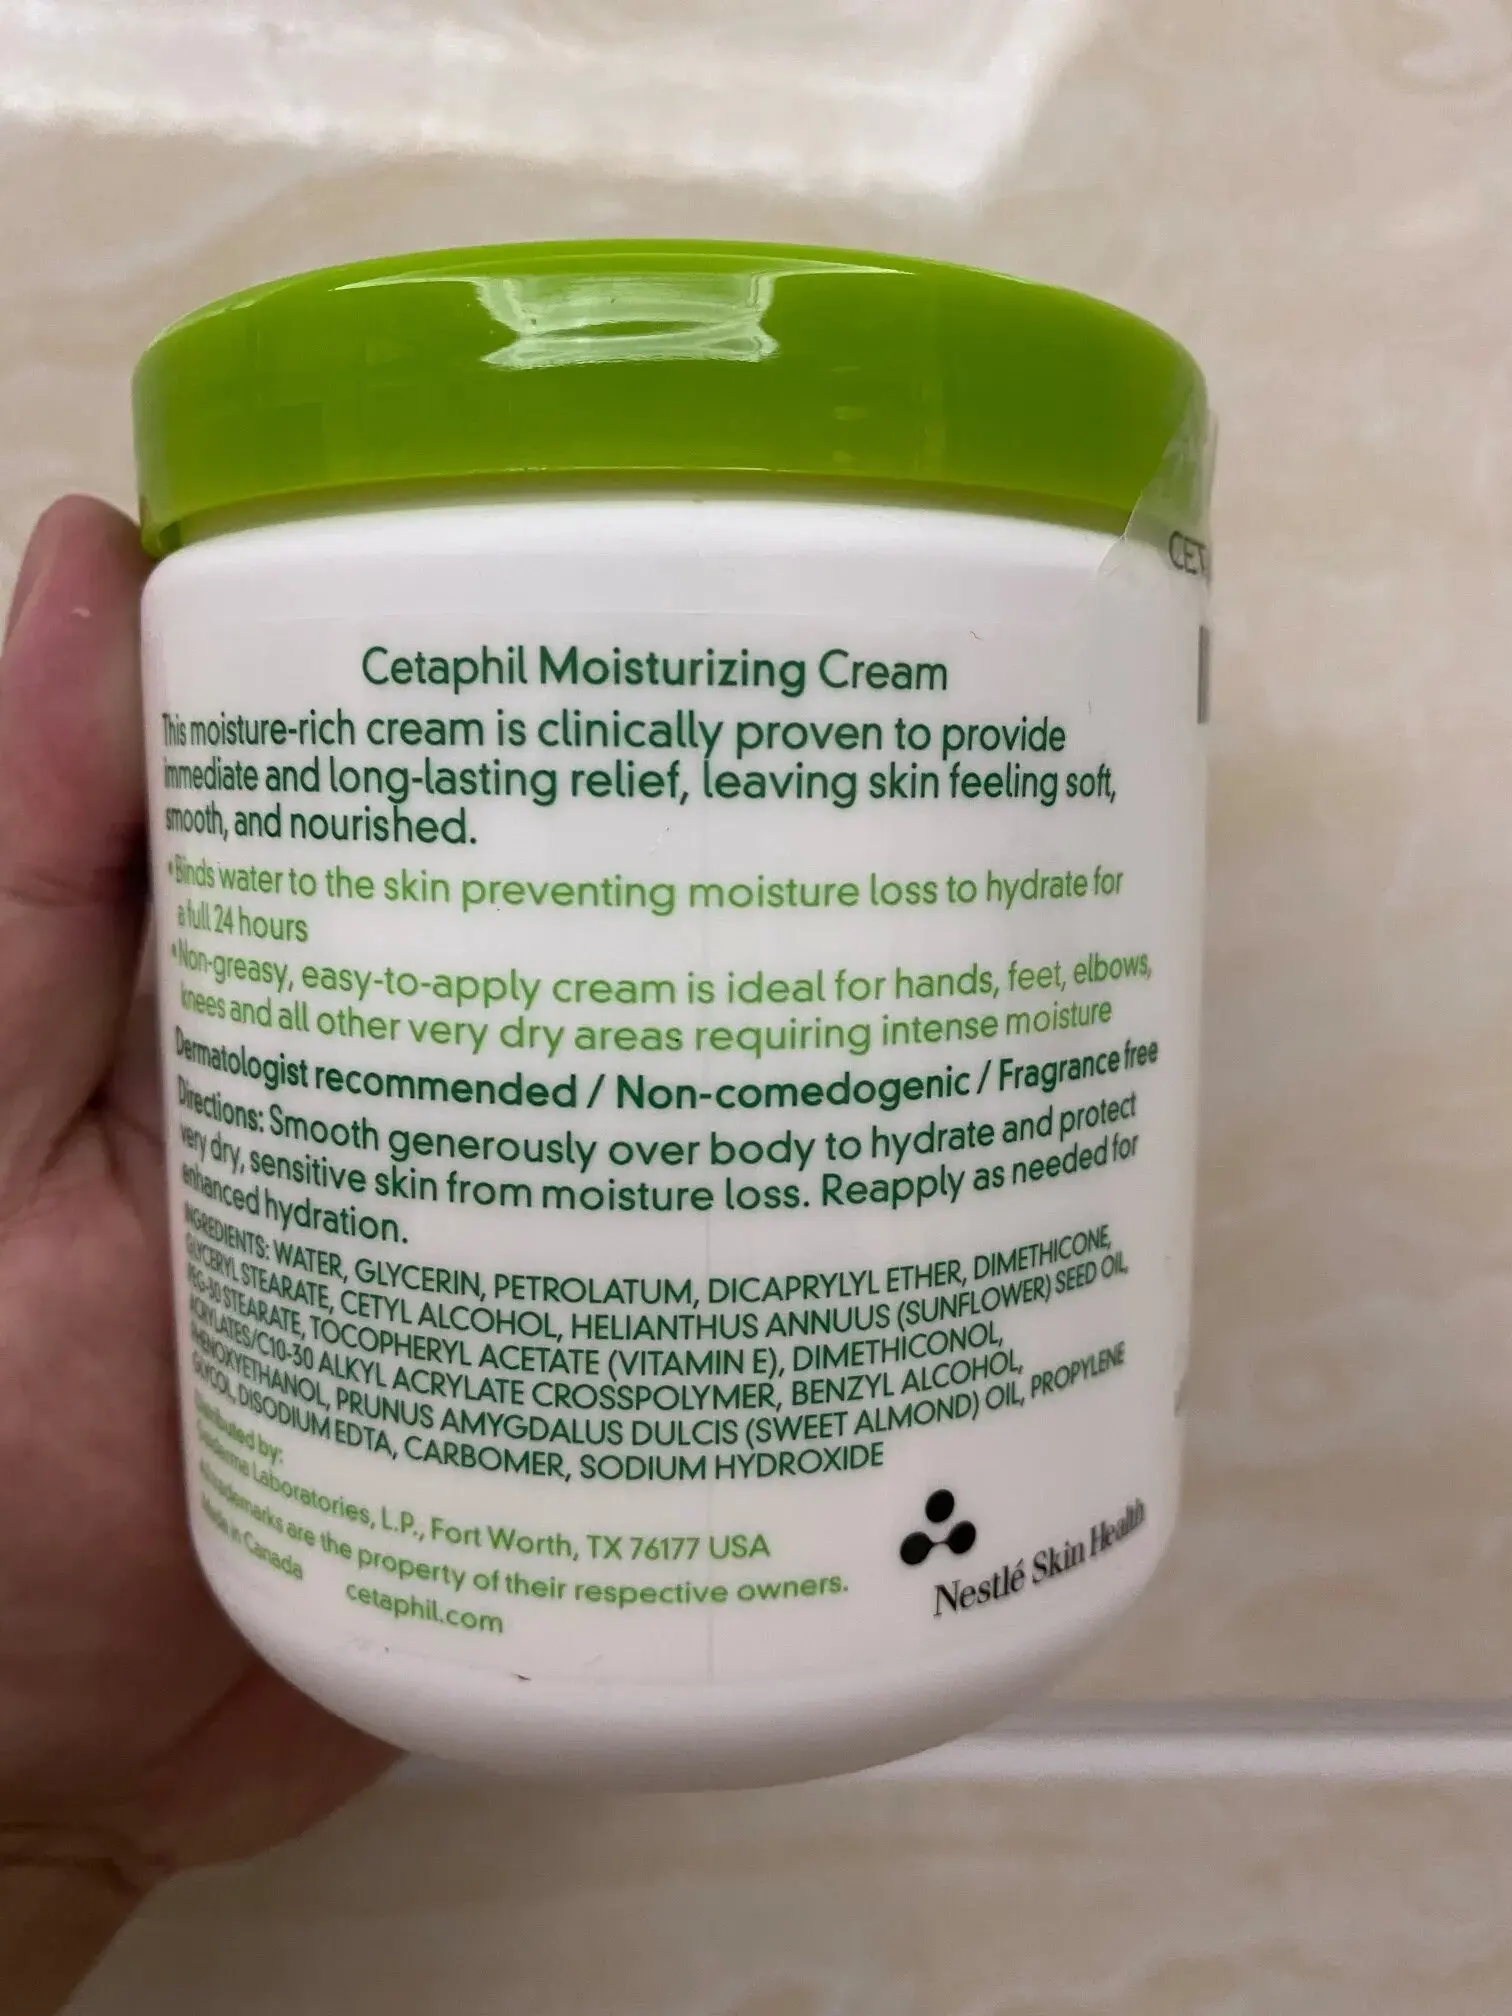 Cetaphil Moisturizing Cream
This moisture-rich cream is clinically proven to provide
immediate and long-lasting relief, leaving skin feeling soft,
smooth, and nourished.
•Binds water to the skin preventing moisture loss to hydrate for
a full 24 hours
•Non-greasy, easy-to-apply cream is ideal for hands, feet, elbows,
knees and all other very dry areas requiring intense moisture
Dermatologist recommended / Non-comedogenic / Fragrance free
Directions: Smooth generously over body to hydrate and protect
very dry, sensitive skin from moisture loss. Reapply as needed for
enhanced hydration.
INGREDIENTS: WATER, GLYCERIN, PETROLATUM, DICAPRYLYL ETHER, DIMETHICONE,
GLYCERYL STEARATE, CETYL ALCOHOL, HELIANTHUS ANNUUS (SUNFLOWER) SEED OIL,
PEG-30 STEARATE, TOCOPHERYL ACETATE (VITAMIN E), DIMETHICONOL,
ACRYLATES/C10-30 ALKYL ACRYLATE CROSSPOLYMER, BENZYL ALCOHOL,
PHENOXYETHANOL, PRUNUS AMYGDALUS DULCIS (SWEET ALMOND) OIL, PROPYLENE
GLYCOL, DISODIUM EDTA, CARBOMER, SODIUM HYDROXIDE
Distributed by:
Galderma Laboratories, L.P., Fort Worth, TX 76177 USA
All trademarks are the property of their respective owners.
Made in Canada
cetaphil.com
Nestlé Skin Health